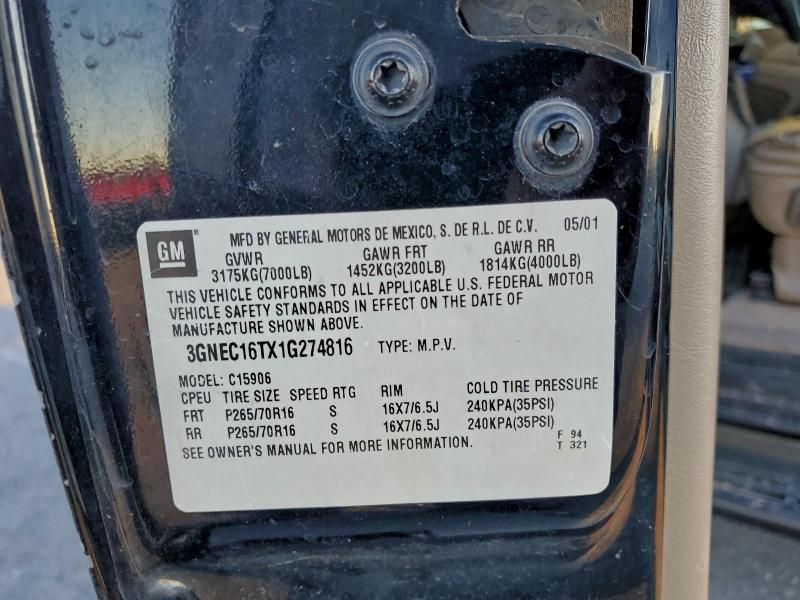 GM ® MFD BY GENERAL MOTORS DE MEXICO, S. DE R.L. DE C.V. 05/01
GVWR GAWR FRT GAWR RR
3175KG(7000LB) 1452KG(3200LB) 1814KG(4000LB)
THIS VEHICLE CONFORMS TO ALL APPLICABLE U.S. FEDERAL MOTOR
VEHICLE SAFETY STANDARDS IN EFFECT ON THE DATE OF
MANUFACTURE SHOWN ABOVE.
3GNEC16TX1G274816 TYPE: M.P.V.
MODEL: C15906
CPEU TIRE SIZE SPEED RTG RIM COLD TIRE PRESSURE
FRT P265/70R16 S 16X7/6.5J 240KPA(35PSI)
RR P265/70R16 S 16X7/6.5J 240KPA(35PSI)
SEE OWNER'S MANUAL FOR MORE INFORMATION. F 94
T 321